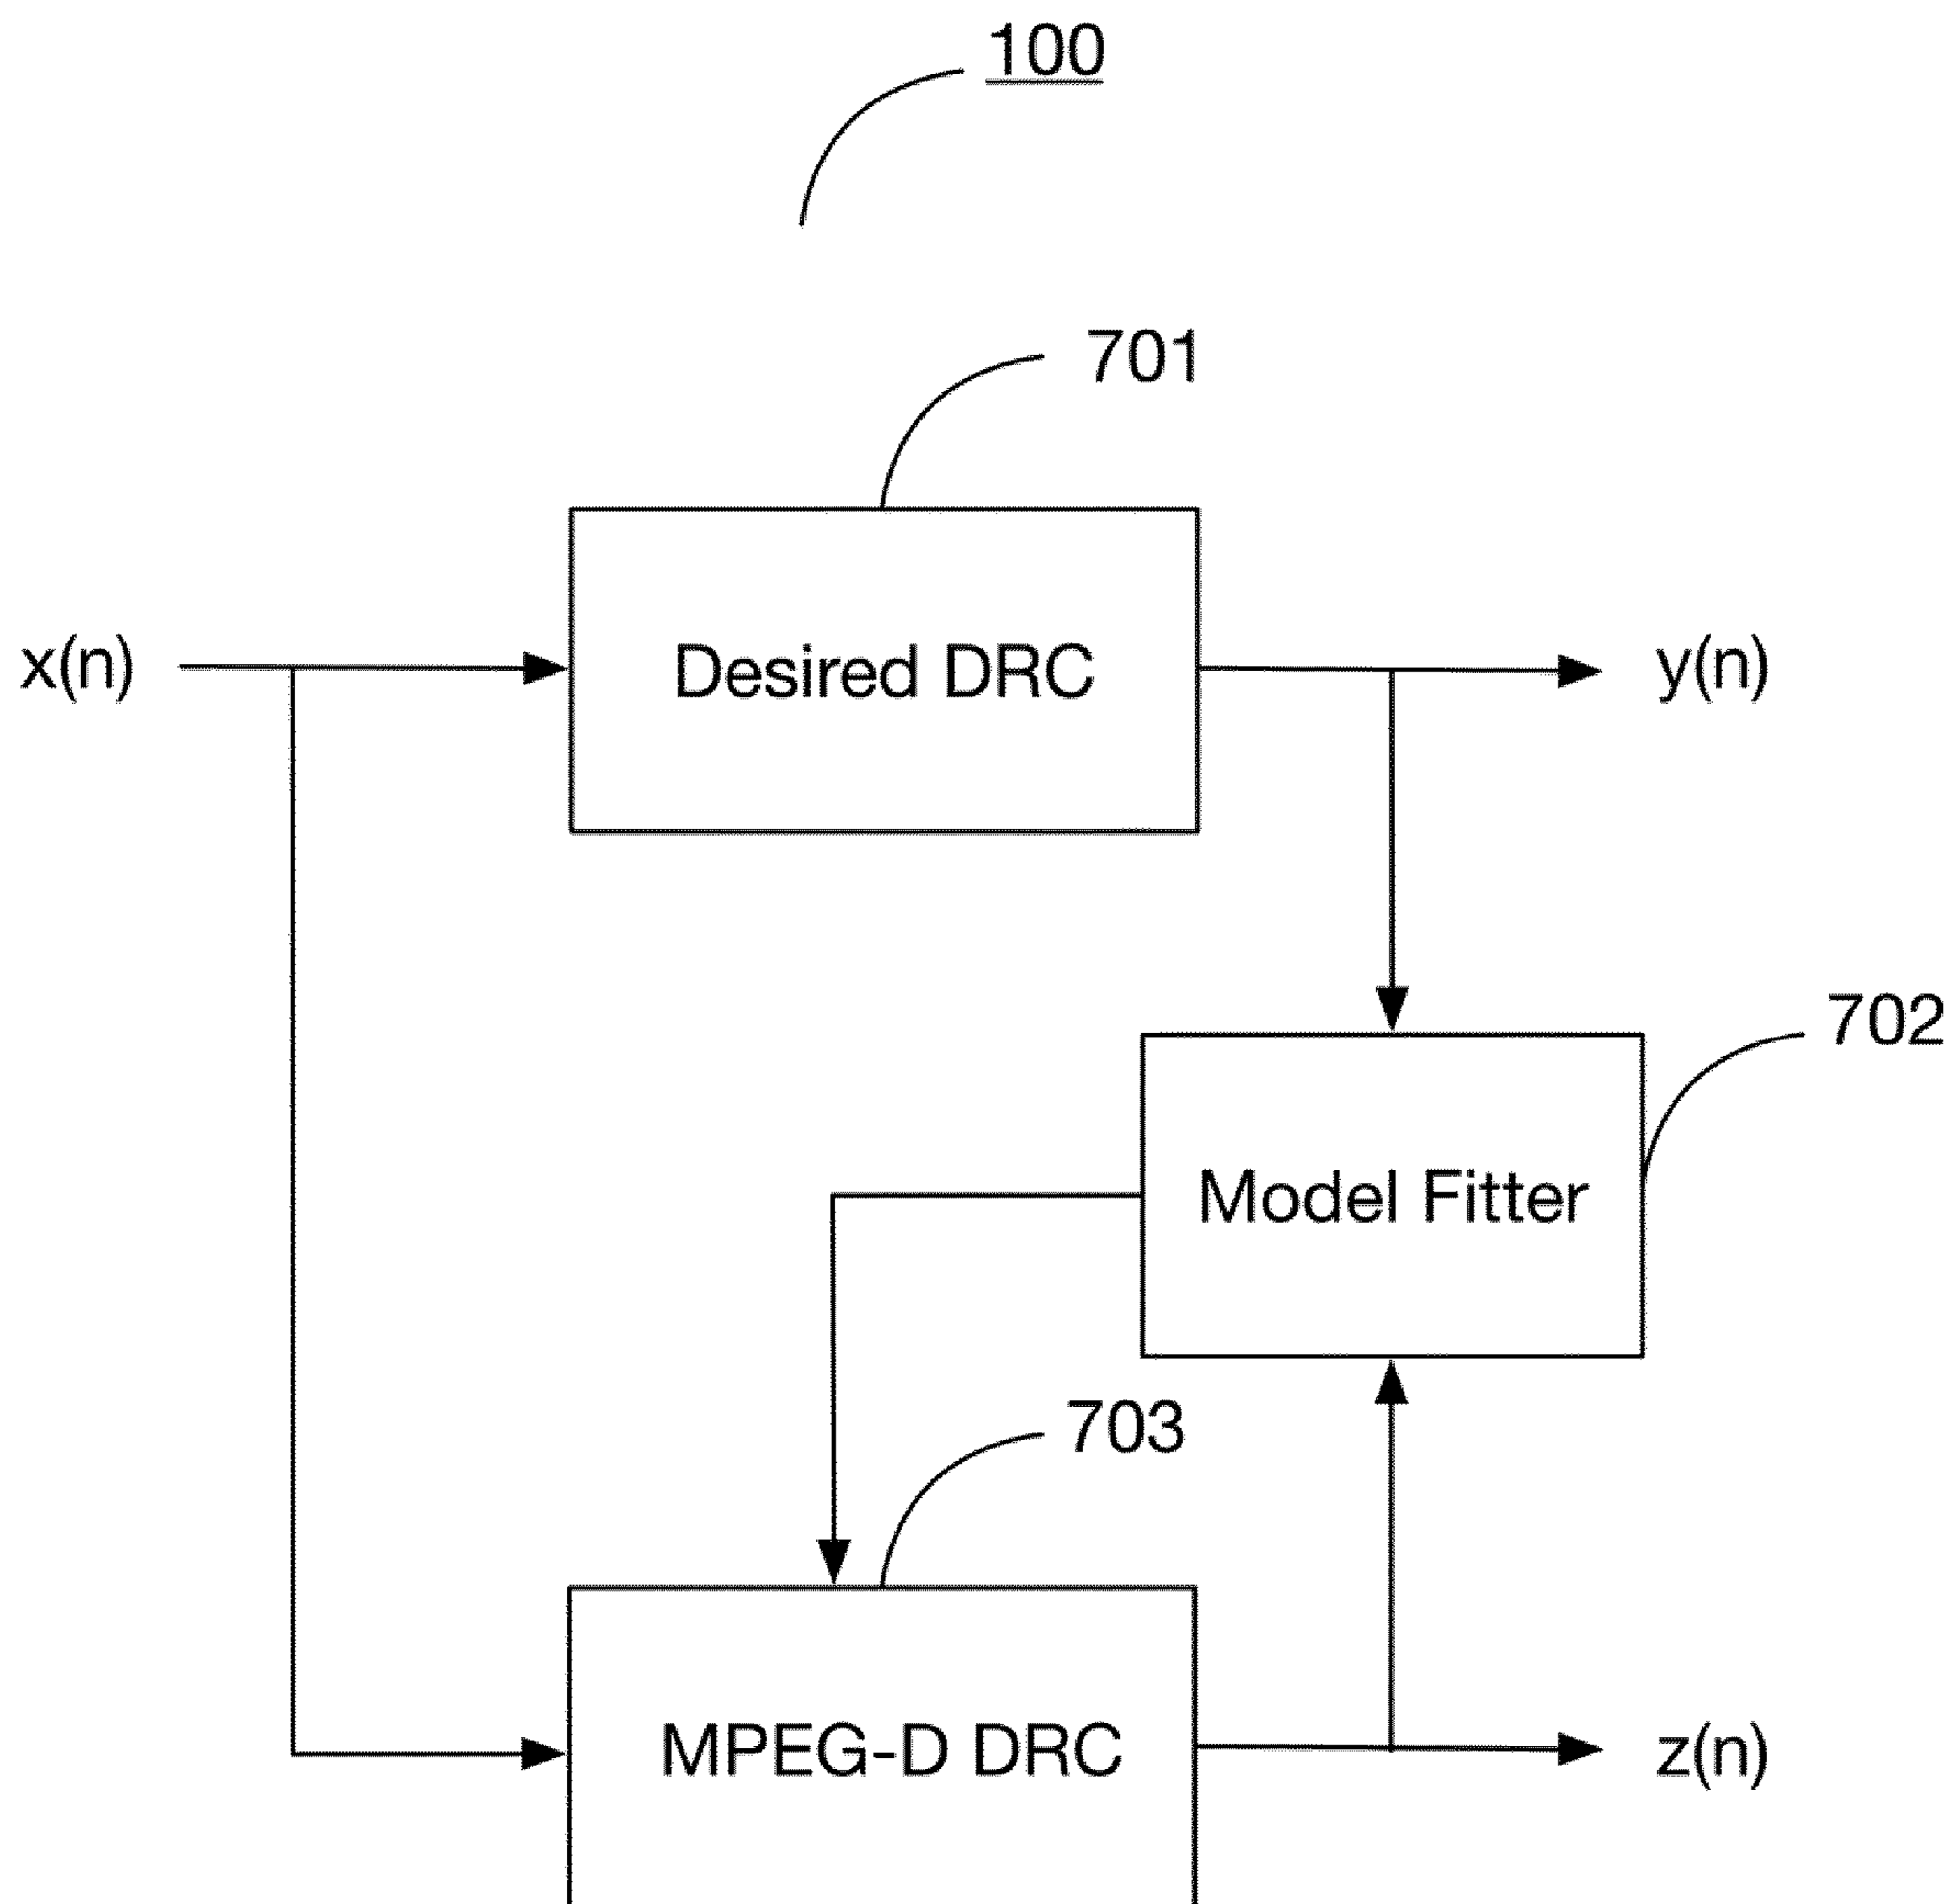 100
701
x(n)
Desired DRC
y(n)
702
Model Fitter
703
MPEG-D DRC
z(n)